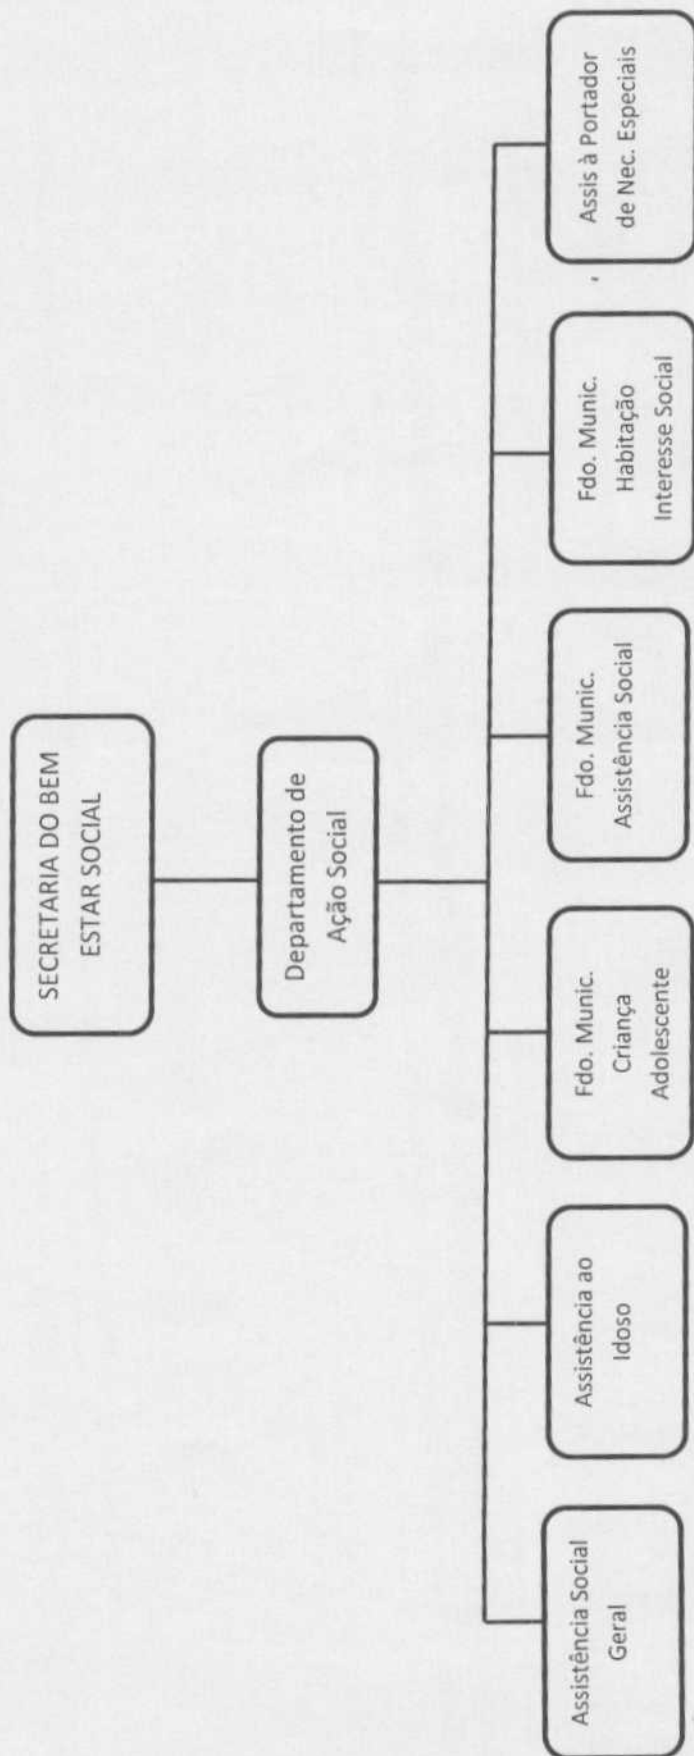 SECRETARIA DO BEM
ESTAR SOCIAL
Departamento de
Ação Social
Assistência Social
Geral
Assistência ao
Idoso
Fdo. Munic.
Criança
Adolescente
Fdo. Munic.
Assistência Social
Fdo. Munic.
Habitação
Interesse Social
Assis à Portador
de Nec. Especiais